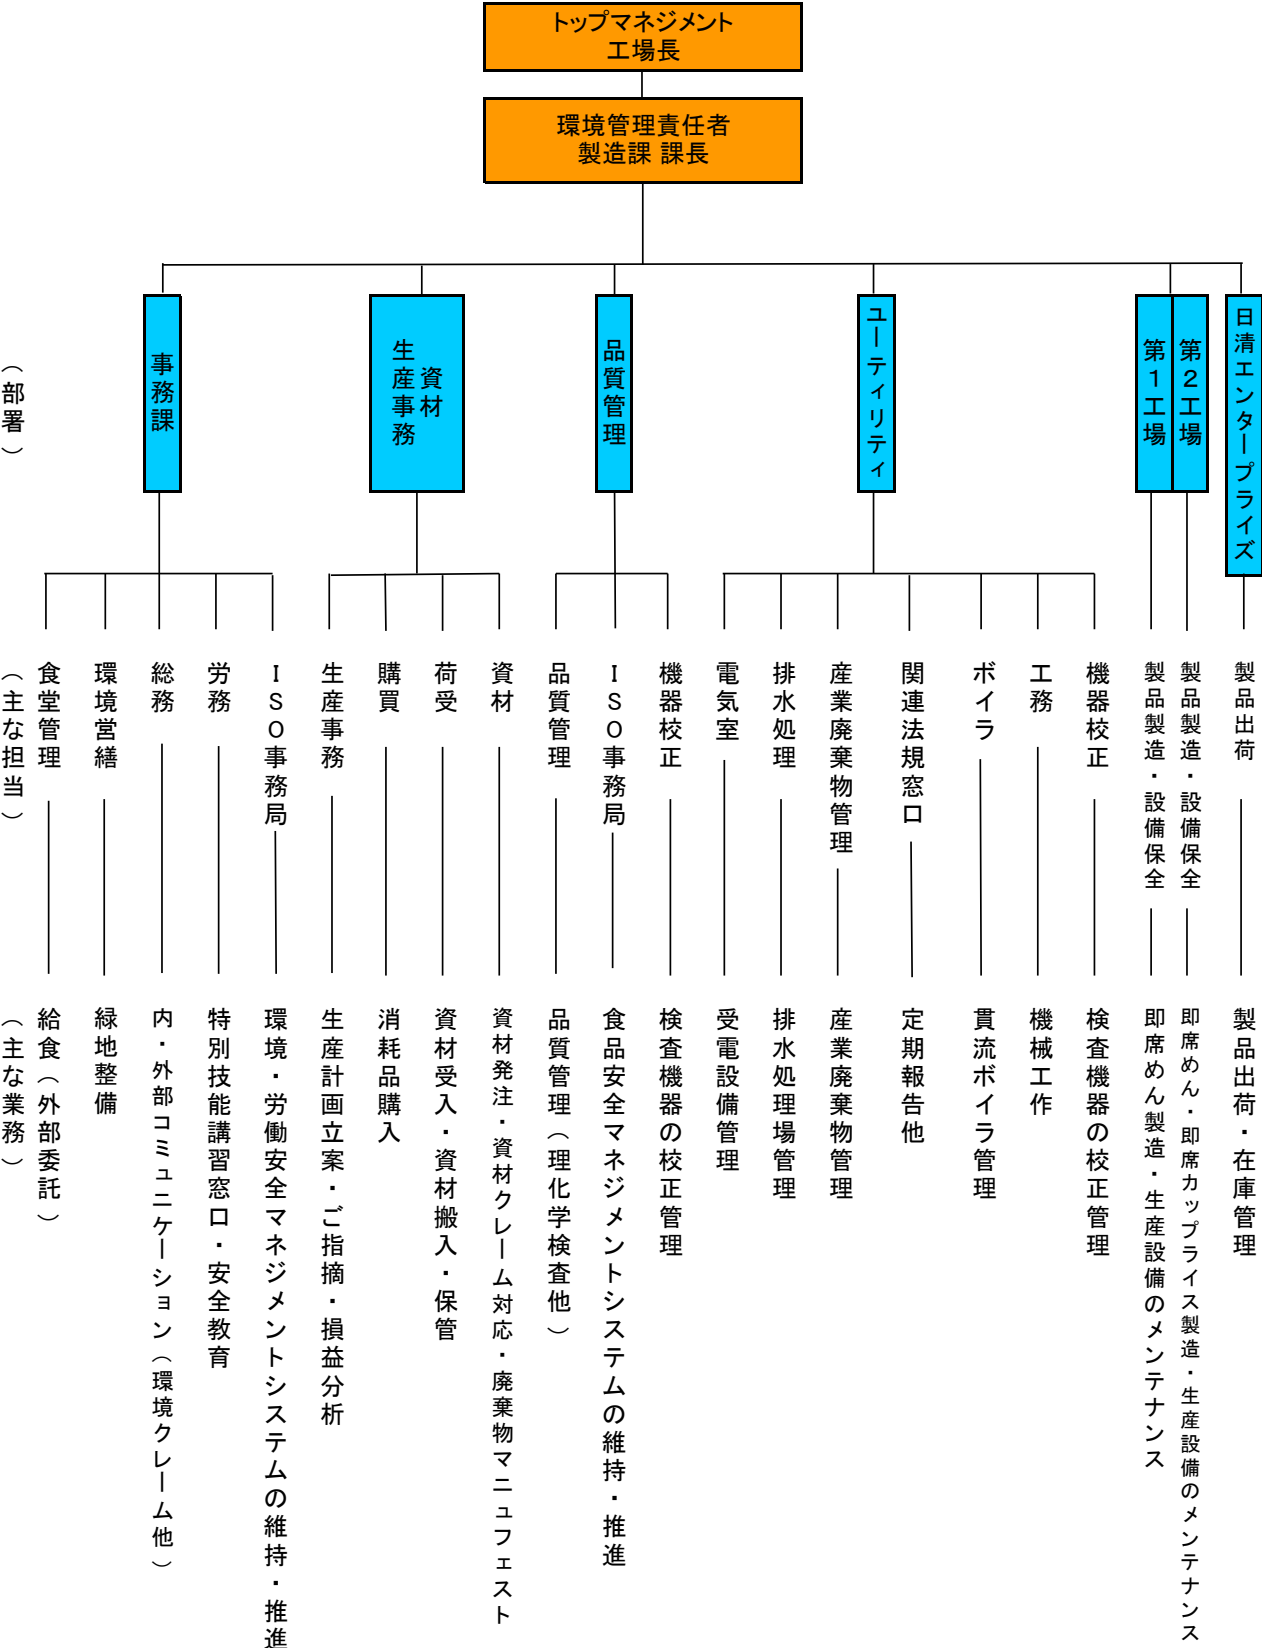 トップマネジメント
工場長
環境管理責任者
製造課 課長
（部署）
事務課
生産事務
資材
品質管理
ユーティリティ
第１工場
第２工場
日清エンタープライズ
（主な担当）
食堂管理
環境営繕
総務
労務
ＩＳＯ事務局
生産事務
購買
荷受
資材
品質管理
ＩＳＯ事務局
機器校正
電気室
排水処理
産業廃棄物管理
関連法規窓口
ボイラ
工務
機器校正
製品製造・設備保全
製品製造・設備保全
製品出荷
（主な業務）
給食（外部委託）
緑地整備
内・外部コミュニケーション（環境クレーム他）
特別技能講習窓口・安全教育
環境・労働安全マネジメントシステムの維持・推進
生産計画立案・ご指摘・損益分析
消耗品購入
資材受入・資材搬入・保管
資材発注・資材クレーム対応・廃棄物マニュフェスト
品質管理（理化学検査他）
食品安全マネジメントシステムの維持・推進
検査機器の校正管理
受電設備管理
排水処理場管理
産業廃棄物管理
定期報告他
貫流ボイラ管理
機械工作
検査機器の校正管理
即席めん製造・生産設備のメンテナンス
即席めん・即席カップライス製造・生産設備のメンテナンス
製品出荷・在庫管理